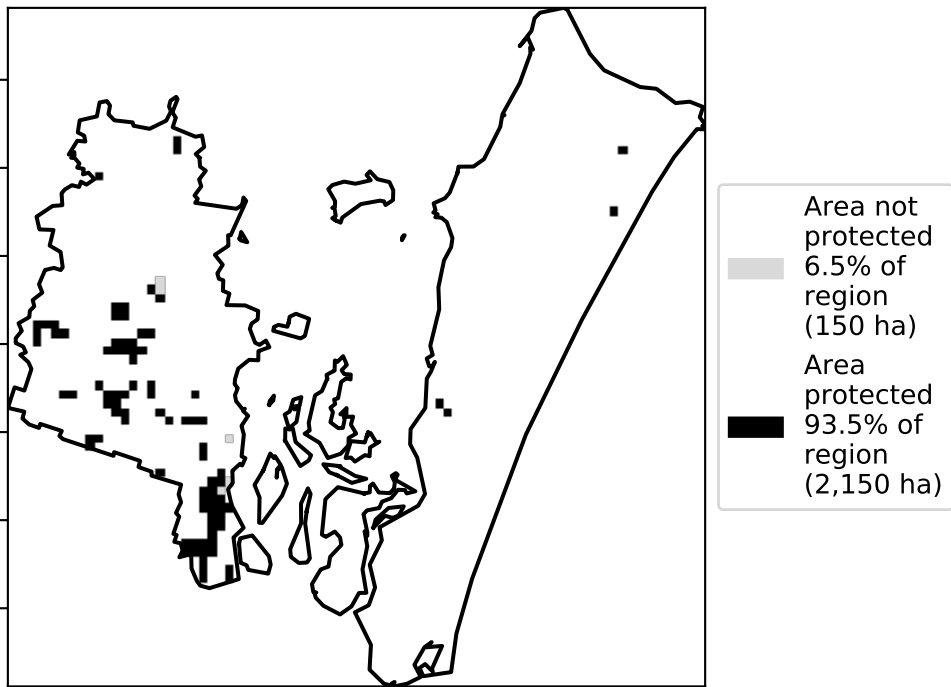 Area not
protected
6.5% of
region
(150 ha)
Area
protected
93.5% of
region
(2,150 ha)